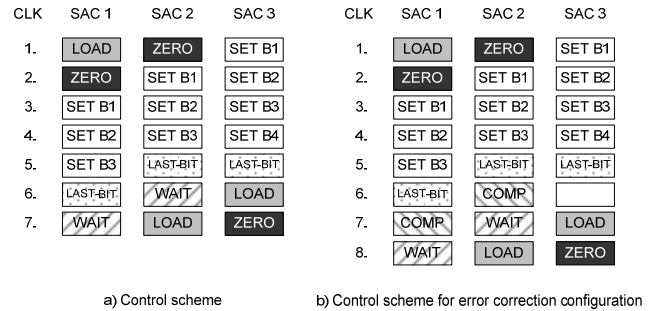 CLK SAC 1 SAC 2 SAC 3 CLK SAC 1 SAC 2 SAC 3
1. LOAD ZERO SET B1 1. LOAD ZERO SET B1
2. ZERO SET B1 SET B2 2. ZERO SET B1 SET B2
3. SET B1 SET B2 SET B3 3. SET B1 SET B2 SET B3
4. SET B2 SET B3 SET B4 4. SET B2 SET B3 SET B4
5. SET B3 LAST-BIT LAST-BIT 5. SET B3 LAST-BIT LAST-BIT
6. LAST-BIT WAIT LOAD 6. LAST-BIT COMP
7. WAIT LOAD ZERO 7. COMP WAIT LOAD
8. WAIT LOAD ZERO
a) Control scheme b) Control scheme for error correction configuration